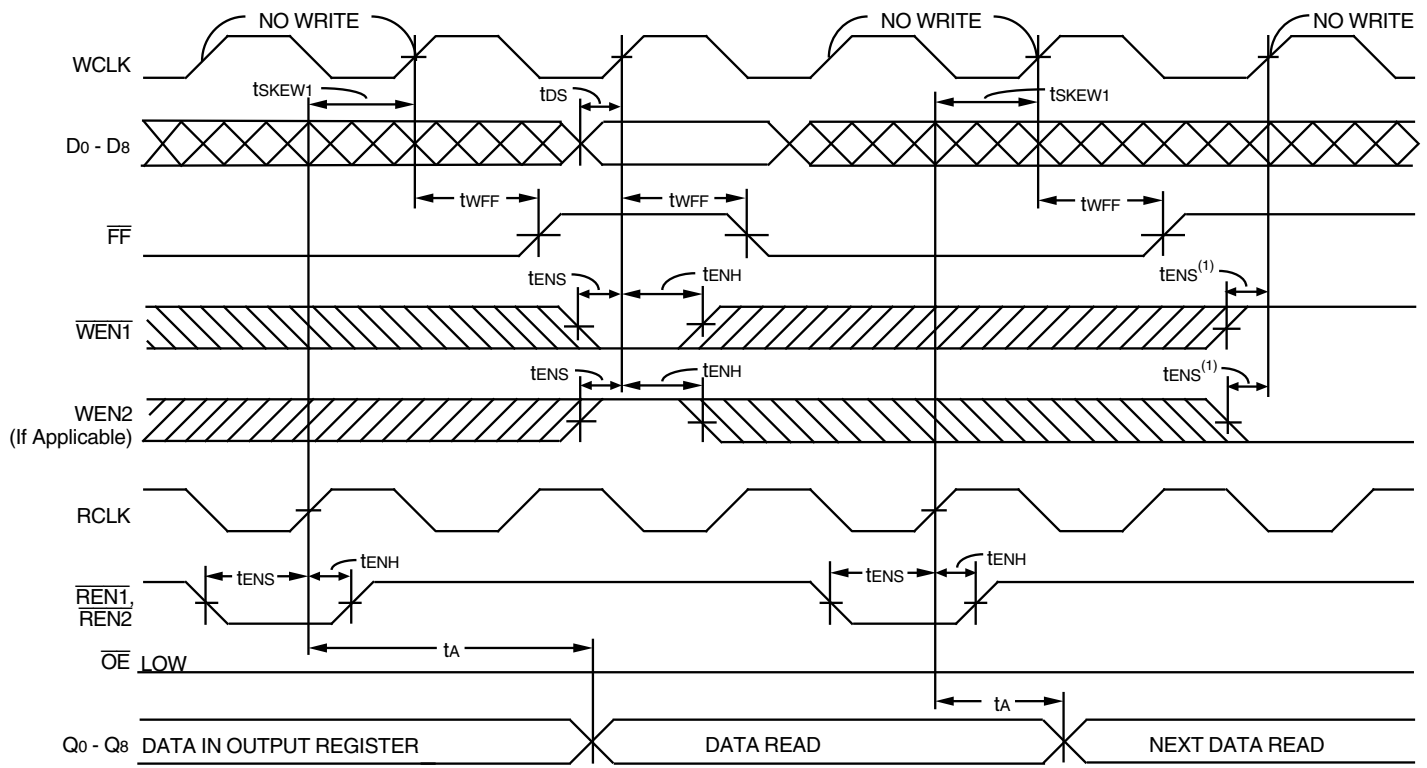 NO WRITE NO WRITE NO WRITE
WCLK
tSKEW1 tDS tSKEW1
D0 - D8
tWFF tWFF tWFF
FF
tENS tENH tENS(1)
WEN1
tENS tENH tENS(1)
WEN2
(If Applicable)
RCLK
tENS tENH tENS tENH
REN1,
REN2
tA
OE LOW
tA
Q0 - Q8 DATA IN OUTPUT REGISTER DATA READ NEXT DATA READ